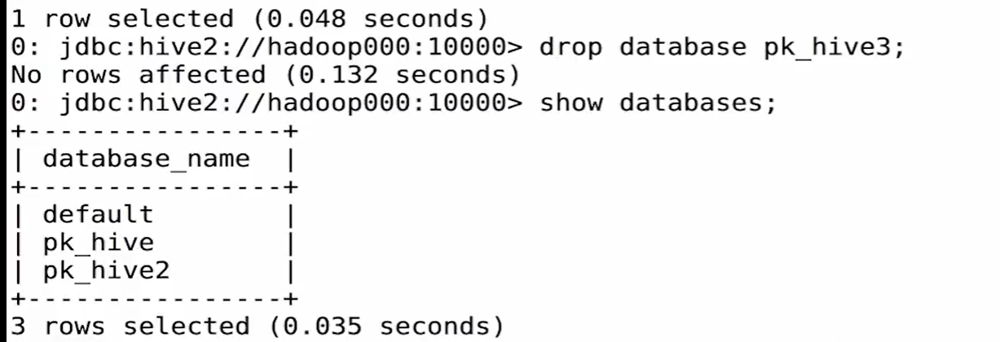 1 row selected (0.048 seconds)
0: jdbc:hive2://hadoop000:10000> drop database pk_hive3;
No rows affected (0.132 seconds)
0: jdbc:hive2://hadoop000:10000> show databases;
+----------------+
| database_name  |
+----------------+
| default        |
| pk_hive        |
| pk_hive2       |
+----------------+
3 rows selected (0.035 seconds)